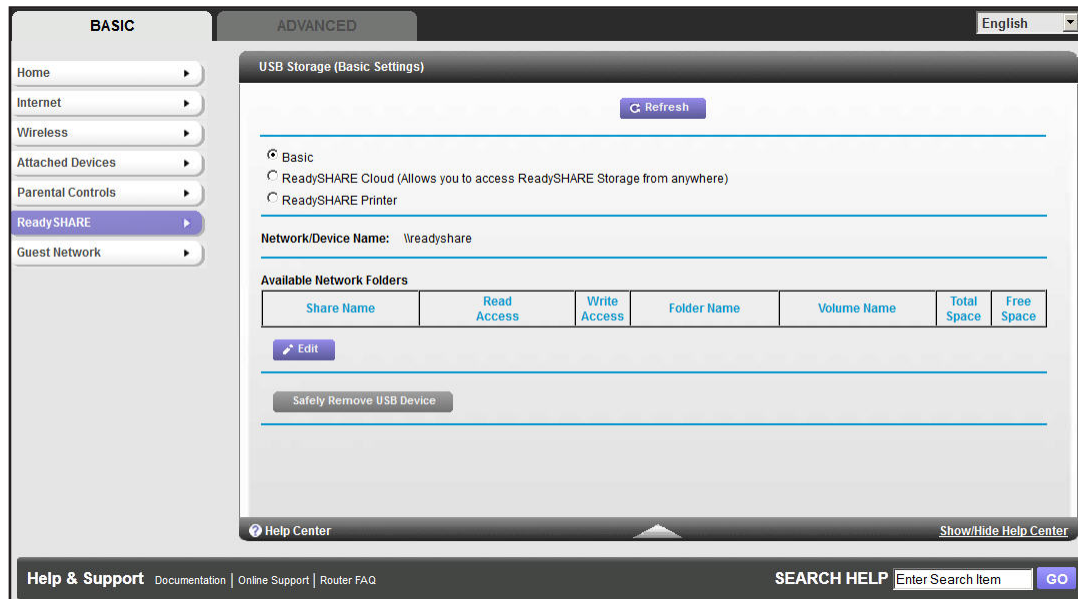 BASIC
ADVANCED
English
Home
Internet
Wireless
Attached Devices
Parental Controls
ReadySHARE
Guest Network
USB Storage (Basic Settings)
Refresh
Basic
ReadySHARE Cloud (Allows you to access ReadySHARE Storage from anywhere)
ReadySHARE Printer
Network/Device Name: \\readyshare
Available Network Folders
Share Name Read Access Write Access Folder Name Volume Name Total Space Free Space
Edit
Safely Remove USB Device
Help Center
Show/Hide Help Center
Help & Support Documentation | Online Support | Router FAQ
SEARCH HELP Enter Search Item GO